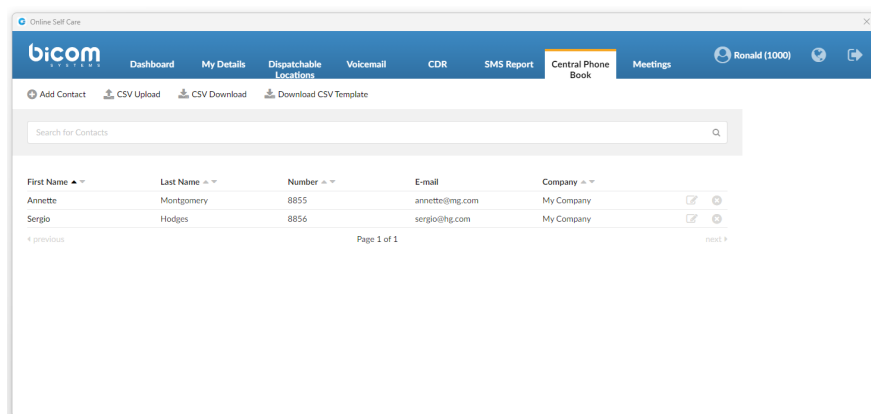 Online Self Care
bicom
SYSTEMS
Dashboard My Details Dispatchable Locations Voicemail CDR SMS Report Central Phone Book Meetings Ronald (1000)
Add Contact CSV Upload CSV Download Download CSV Template
Search for Contacts
First Name Last Name Number E-mail Company
Annette Montgomery 8855 annette@mg.com My Company
Sergio Hodges 8856 sergio@hg.com My Company
previous Page 1 of 1 next